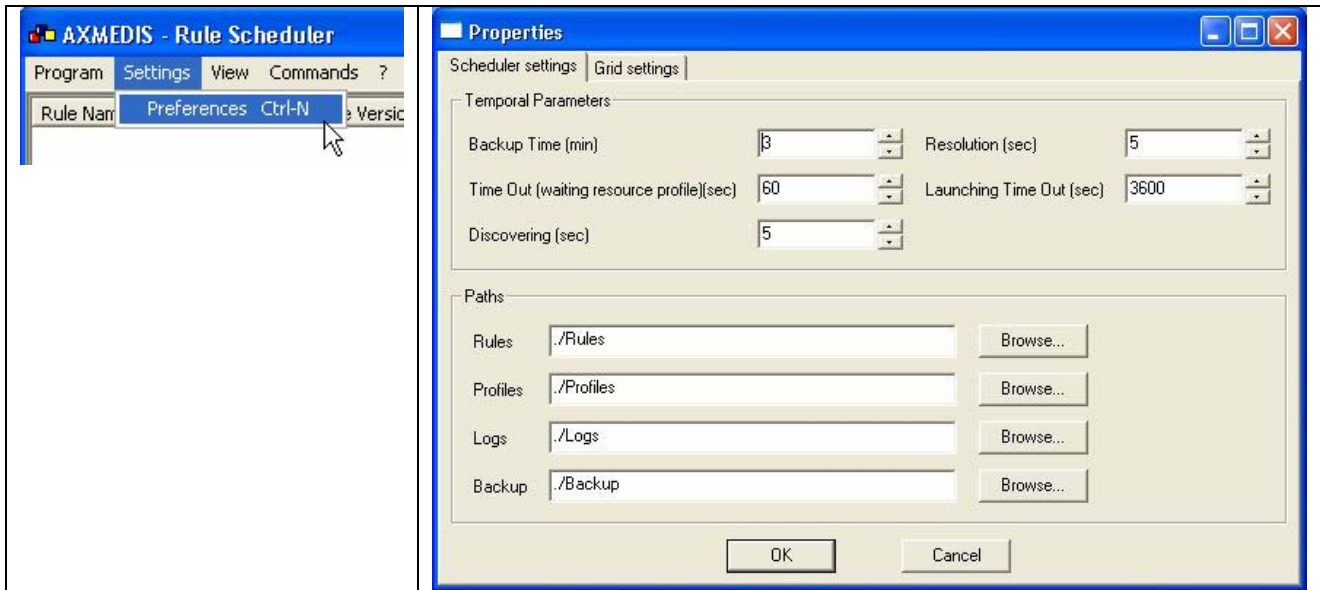 AXMEDIS - Rule Scheduler
Program Settings View Commands ?
Rule Nam e Versic
Preferences Ctrl-N
Properties
Scheduler settings Grid settings
Temporal Parameters
Backup Time (min) 3 Resolution (sec) 5
Time Out (waiting resource profile)(sec) 60 Launching Time Out (sec) 3600
Discovering (sec) 5
Paths
Rules ./Rules Browse...
Profiles ./Profiles Browse...
Logs ./Logs Browse...
Backup ./Backup Browse...
OK Cancel